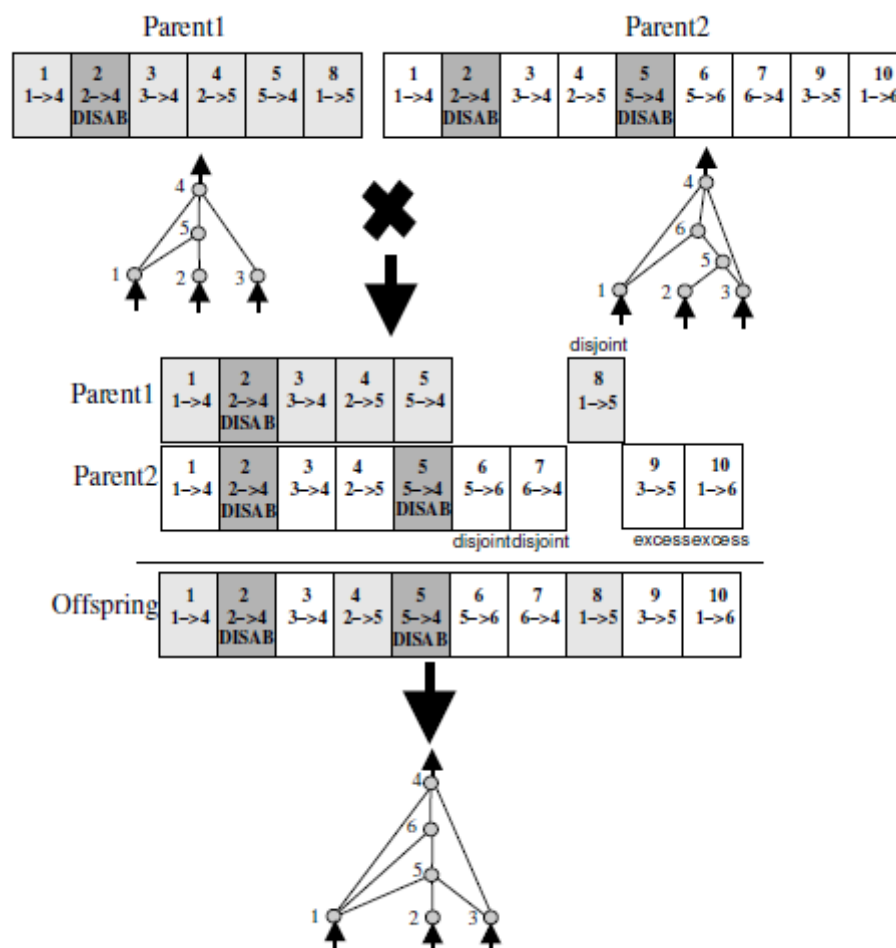 Parent1 Parent2
1 2 3 4 5 8 1 2 3 4 5 6 7 9 10
1->4 2->4 3->4 2->5 5->4 1->5 1->4 2->4 3->4 2->5 5->4 5->6 6->4 3->5 1->6
DISAB DISAB DISAB
4 4
5 6
5
1 2 3 1 2 3
disjoint
Parent1 1 2 3 4 5 8
1->4 2->4 3->4 2->5 5->4 1->5
DISAB
Parent2 1 2 3 4 5 6 7 9 10
1->4 2->4 3->4 2->5 5->4 5->6 6->4 3->5 1->6
DISAB DISAB
disjoint disjoint excess excess
Offspring 1 2 3 4 5 6 7 8 9 10
1->4 2->4 3->4 2->5 5->4 5->6 6->4 1->5 3->5 1->6
DISAB DISAB
4
6
5
1 2 3